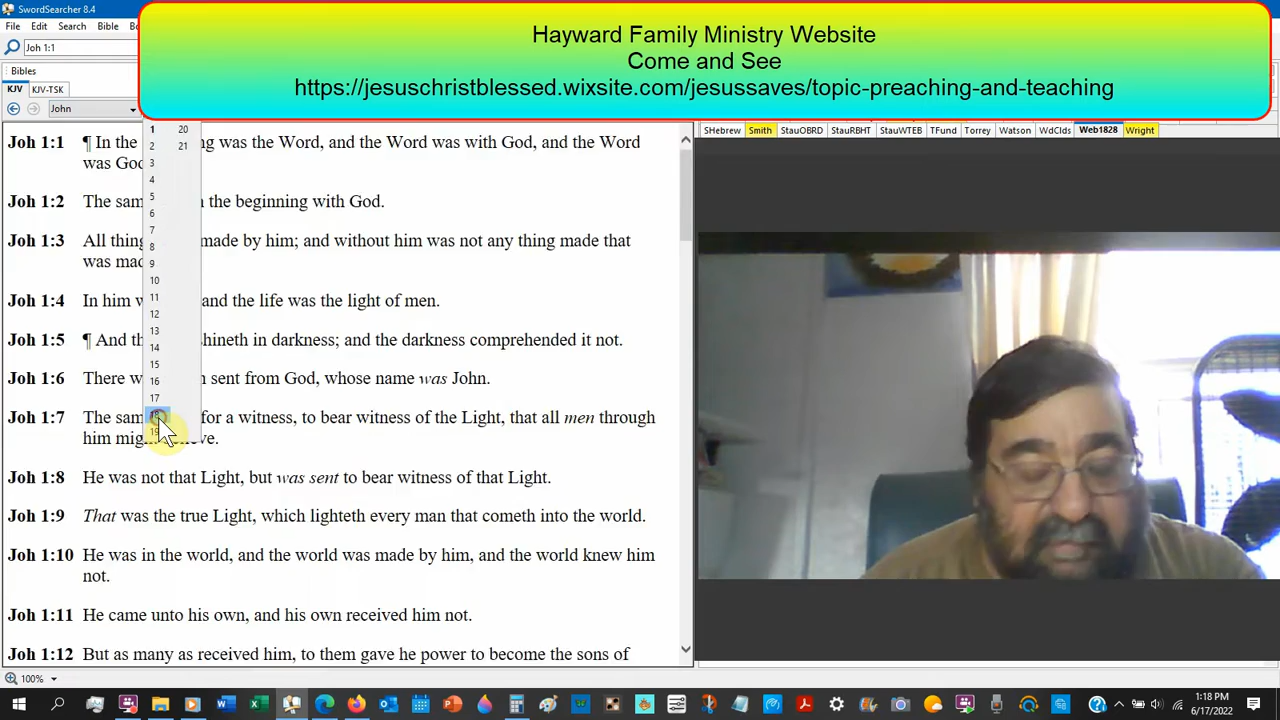 SwordSearcher 8.4
File Edit Search Bible
Hayward Family Ministry Website
Come and See
https://jesuschristblessed.wixsite.com/jesussaves/topic-preaching-and-teaching
Joh 1:1
Bibles
KJV KJV-TSK
John
SHebrew Smith StauOBRD StauRBHT StauWTEB TFund Torrey Watson WdClds Web1828 Wright
1 20
2 21
3
4
5
6
7
8
9
10
11
12
13
14
15
16
17
18
19
Joh 1:1 ¶ In the ng was the Word, and the Word was with God, and the Word
was God
Joh 1:2 The sam the beginning with God.
Joh 1:3 All thing made by him; and without him was not any thing made that
was mad
Joh 1:4 In him w and the life was the light of men.
Joh 1:5 ¶ And th shineth in darkness; and the darkness comprehended it not.
Joh 1:6 There w sent from God, whose name was John.
Joh 1:7 The sam for a witness, to bear witness of the Light, that all men through
him might believe.
Joh 1:8 He was not that Light, but was sent to bear witness of that Light.
Joh 1:9 That was the true Light, which lighteth every man that cometh into the world.
Joh 1:10 He was in the world, and the world was made by him, and the world knew him
not.
Joh 1:11 He came unto his own, and his own received him not.
Joh 1:12 But as many as received him, to them gave he power to become the sons of
100%
1:18 PM
6/17/2022